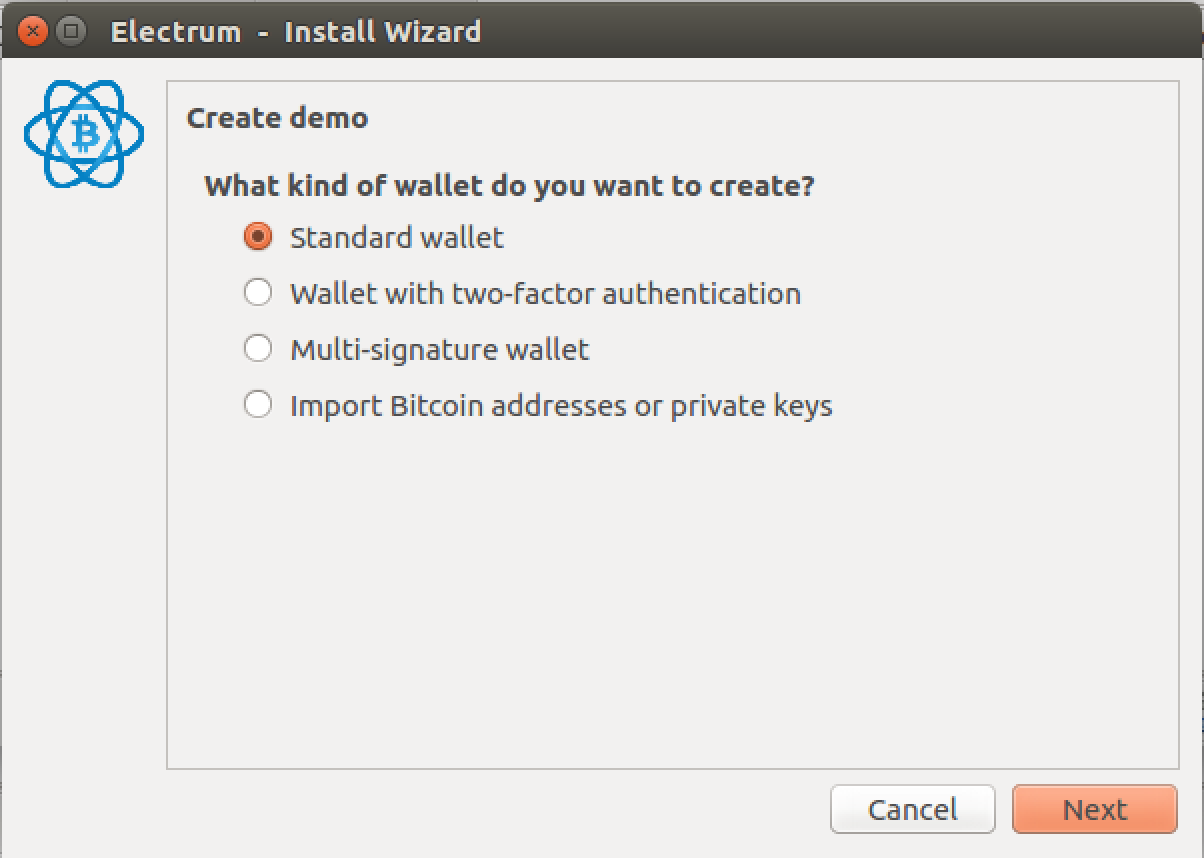 Electrum - Install Wizard
Create demo
What kind of wallet do you want to create?
Standard wallet
Wallet with two-factor authentication
Multi-signature wallet
Import Bitcoin addresses or private keys
Cancel
Next